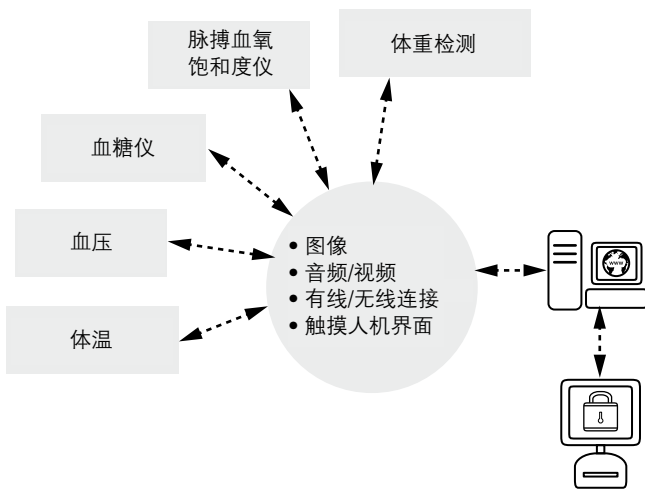 脉搏血氧
饱和度仪
体重检测
血糖仪
血压
体温
• 图像
• 音频/视频
• 有线/无线连接
• 触摸人机界面
www